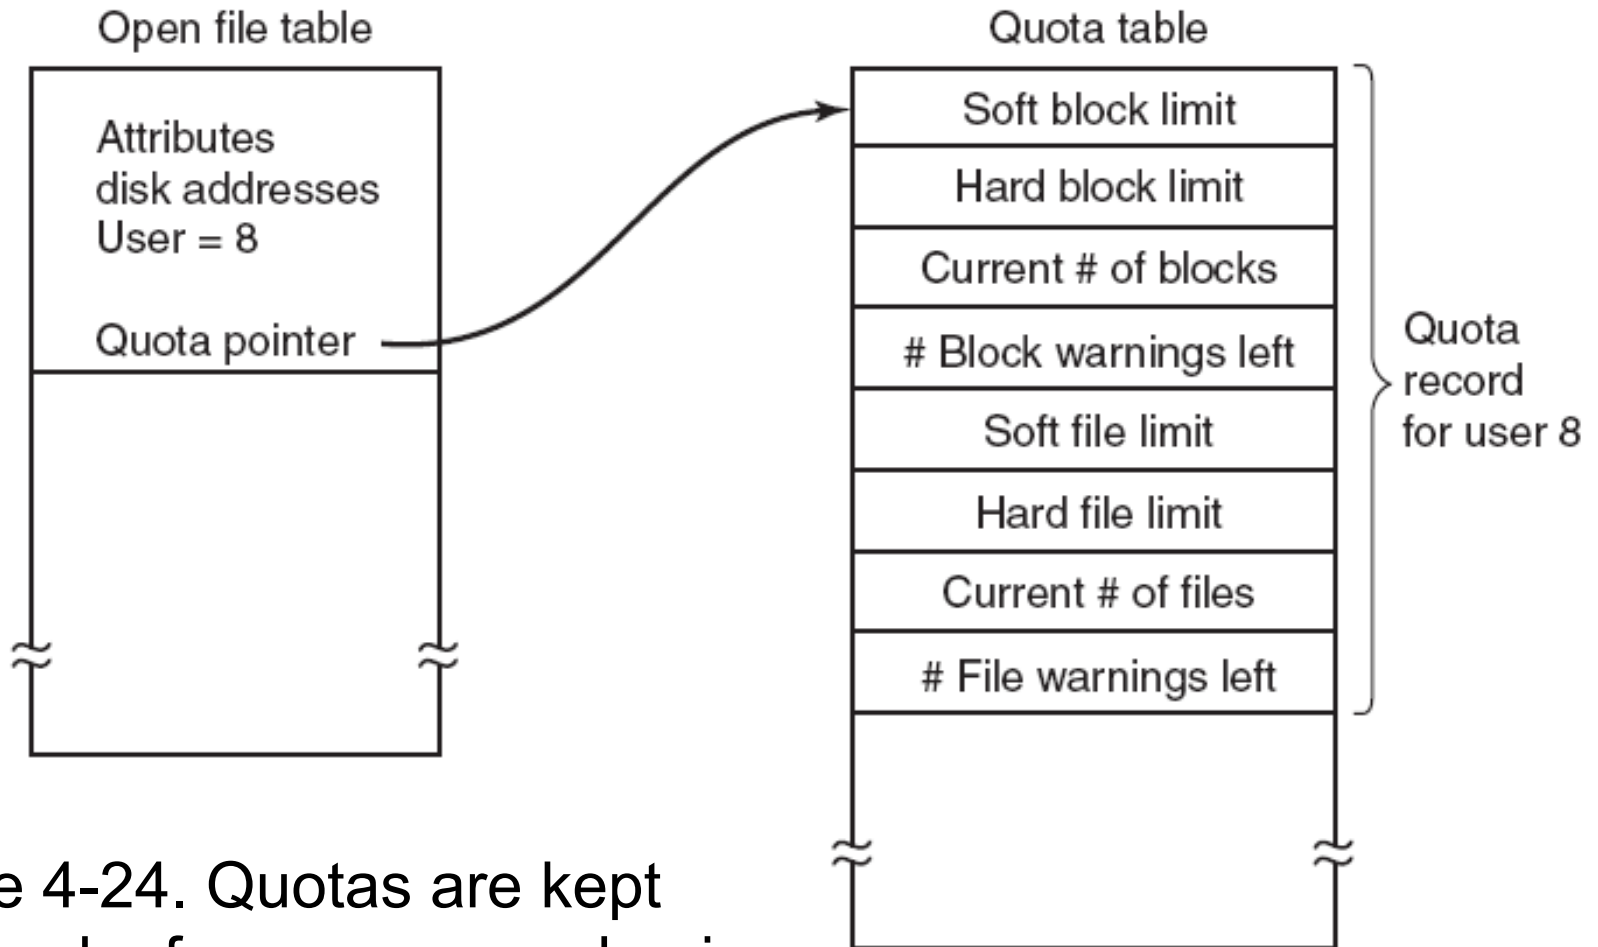 Open file table
Attributes
disk addresses
User = 8
Quota pointer
Quota table
Soft block limit
Hard block limit
Current # of blocks
# Block warnings left
Soft file limit
Hard file limit
Current # of files
# File warnings left
Quota
record
for user 8
4-24. Quotas are kept